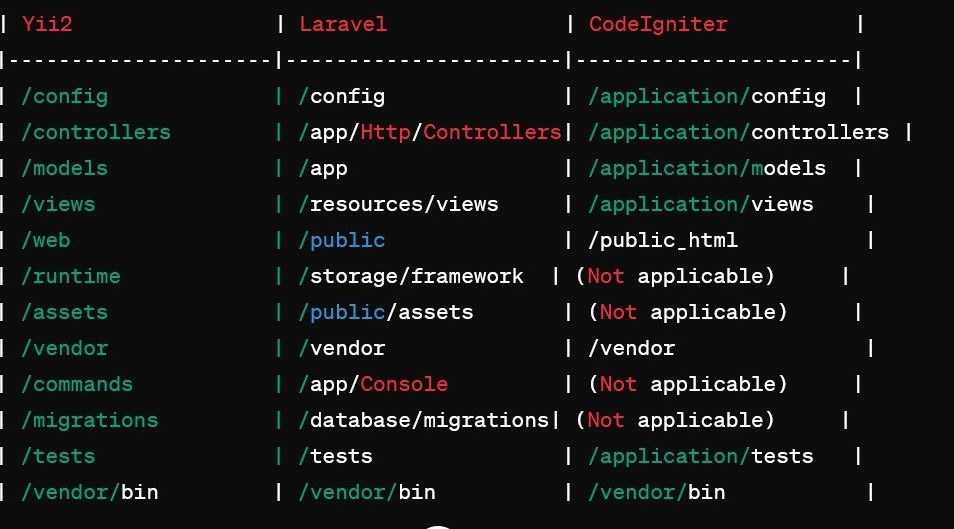 | Yii2                | Laravel              | CodeIgniter          |
|---------------------|----------------------|----------------------|
| /config             | /config              | /application/config  |
| /controllers        | /app/Http/Controllers| /application/controllers |
| /models             | /app                 | /application/models  |
| /views              | /resources/views     | /application/views    |
| /web                | /public              | /public_html          |
| /runtime            | /storage/framework  | (Not applicable)     |
| /assets             | /public/assets       | (Not applicable)     |
| /vendor             | /vendor              | /vendor               |
| /commands           | /app/Console         | (Not applicable)     |
| /migrations         | /database/migrations| (Not applicable)     |
| /tests              | /tests               | /application/tests   |
| /vendor/bin         | /vendor/bin          | /vendor/bin           |